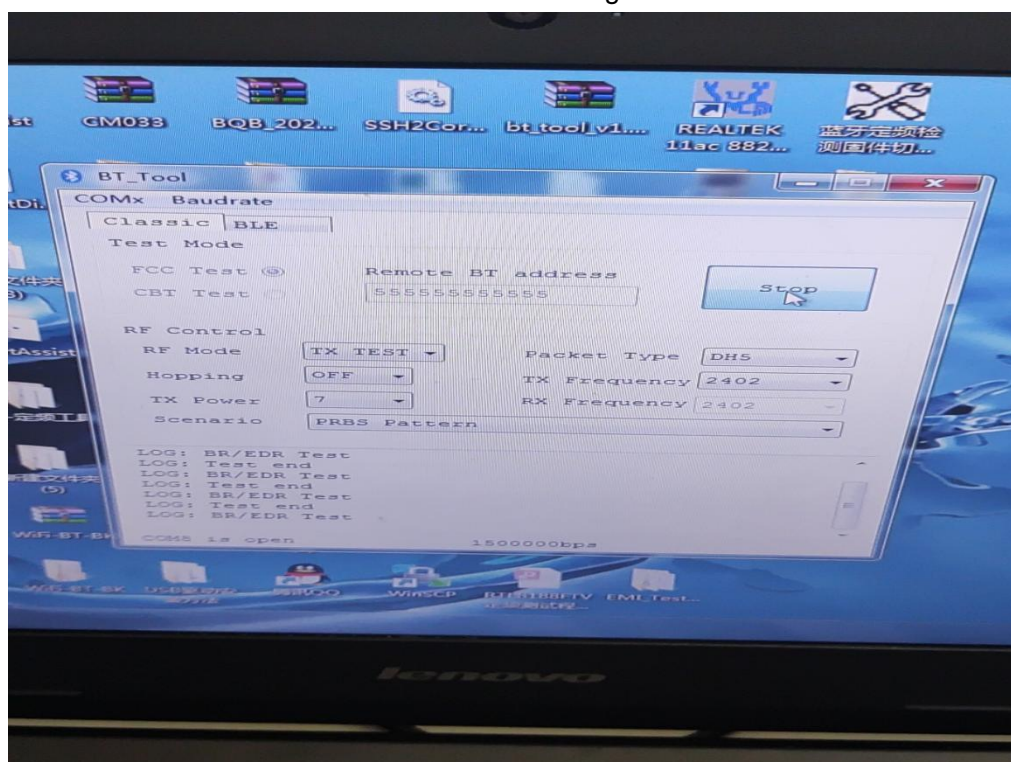 GM033 BQB_202... SSH2Cor... bt_tool_v1.... REALTEK 11ac 882... 蓝牙定频检测固件切...
BT_Tool
COMx Baudrate
Classic BLE
Test Mode
FCC Test Remote BT address
CBT Test 555555555555 Stop
RF Control
RF Mode TX TEST Packet Type DH5
Hopping OFF TX Frequency 2402
TX Power 7 RX Frequency 2402
Scenario PRBS Pattern
LOG: BR/EDR Test
LOG: Test end
LOG: BR/EDR Test
LOG: Test end
LOG: BR/EDR Test
LOG: Test end
LOG: BR/EDR Test
COM8 is open 1500000bps
WinSCP EMI_Test...
lenovo